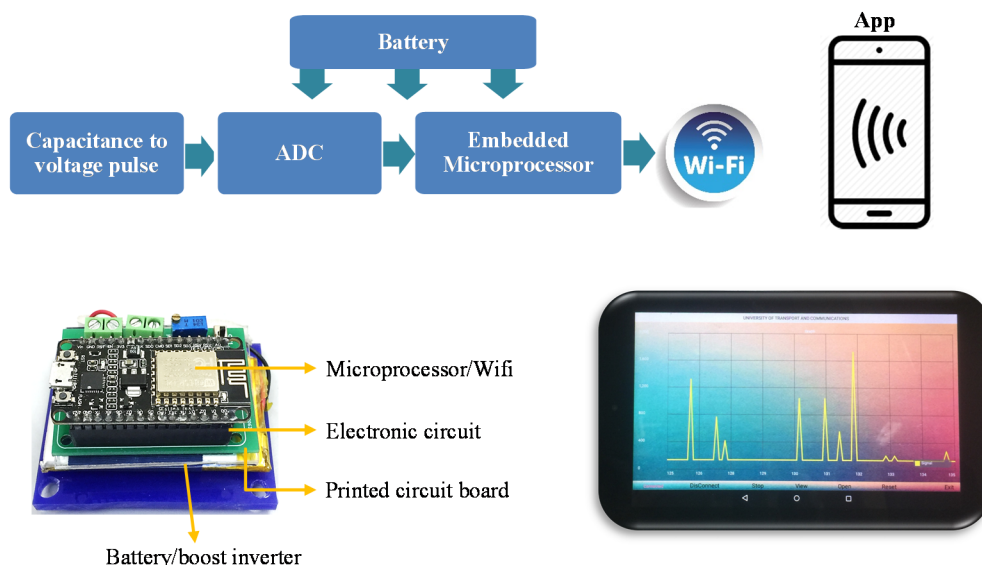 App
Battery
Capacitance to
voltage pulse
ADC
Embedded
Microprocessor
Wi-Fi
Microprocessor/Wifi
Electronic circuit
Printed circuit board
Battery/boost inverter
UNIVERSITY OF TRANSPORT AND COMMUNICATIONS
DisConnect Stop View Open Reset Exit